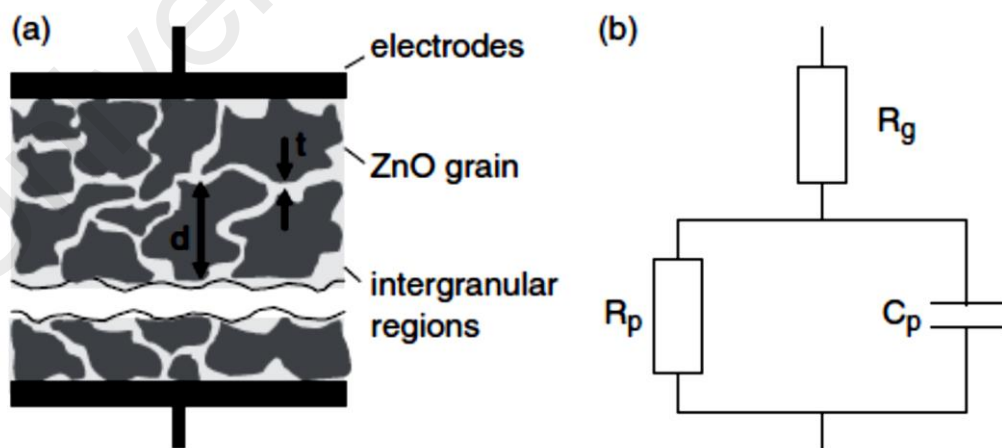 (a)
electrodes
t
ZnO grain
d
intergranular
regions
(b)
Rg
Rp
Cp